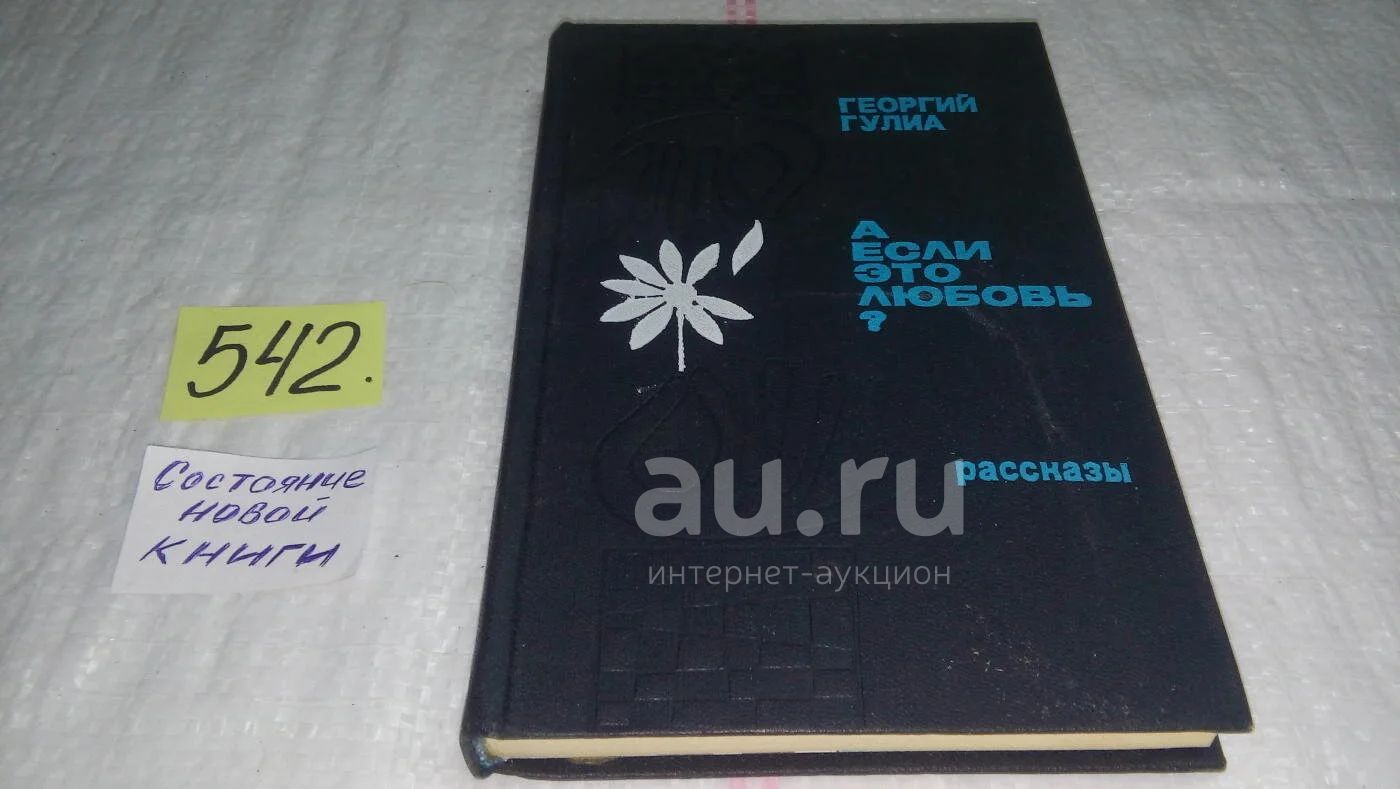 ГЕОРГИЙ
ГУЛИА
А
ЕСЛИ
ЭТО
ЛЮБОВЬ
?
рассказы
542.
Состояние
новой
книги
au.ru
интернет-аукцион